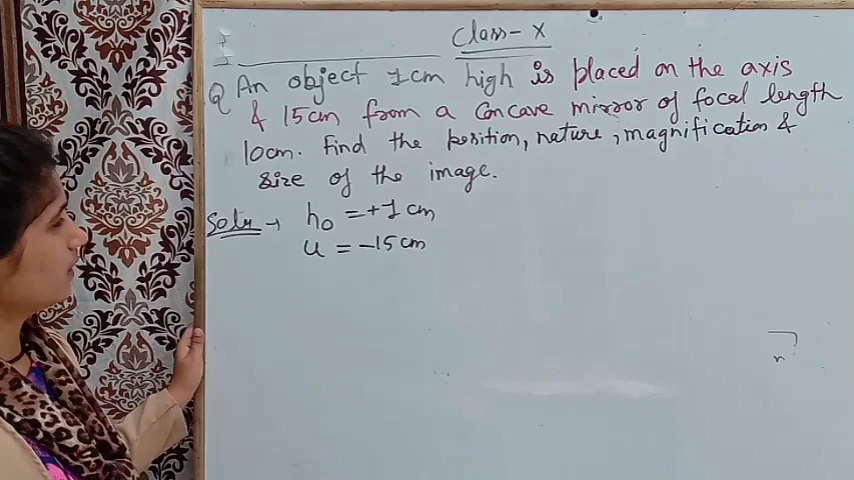 Class - X
Q An object 1cm high is placed on the axis
& 15cm from a concave mirror of focal length
10cm. Find the position, nature, magnification &
size of the image.
Soln → ho = +1 cm
u = -15 cm